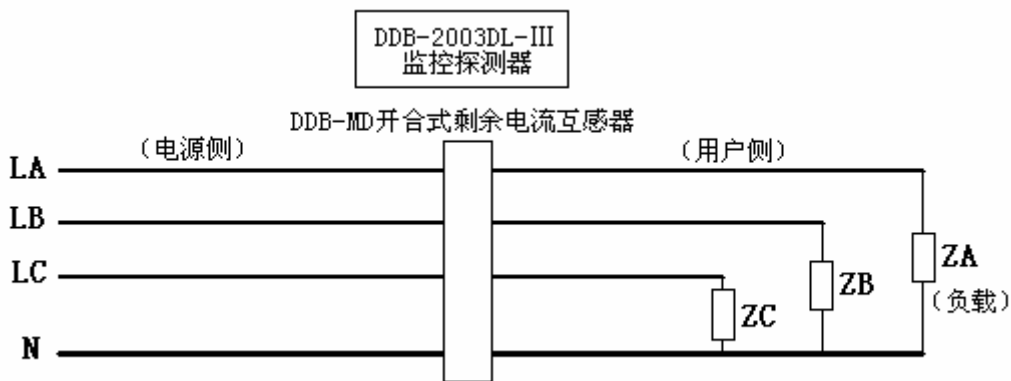 DDB-2003DL-III
监控探测器
DDB-MD开合式剩余电流互感器
(电源侧)
(用户侧)
LA
LB
LC
N
ZA
(负载)
ZB
ZC